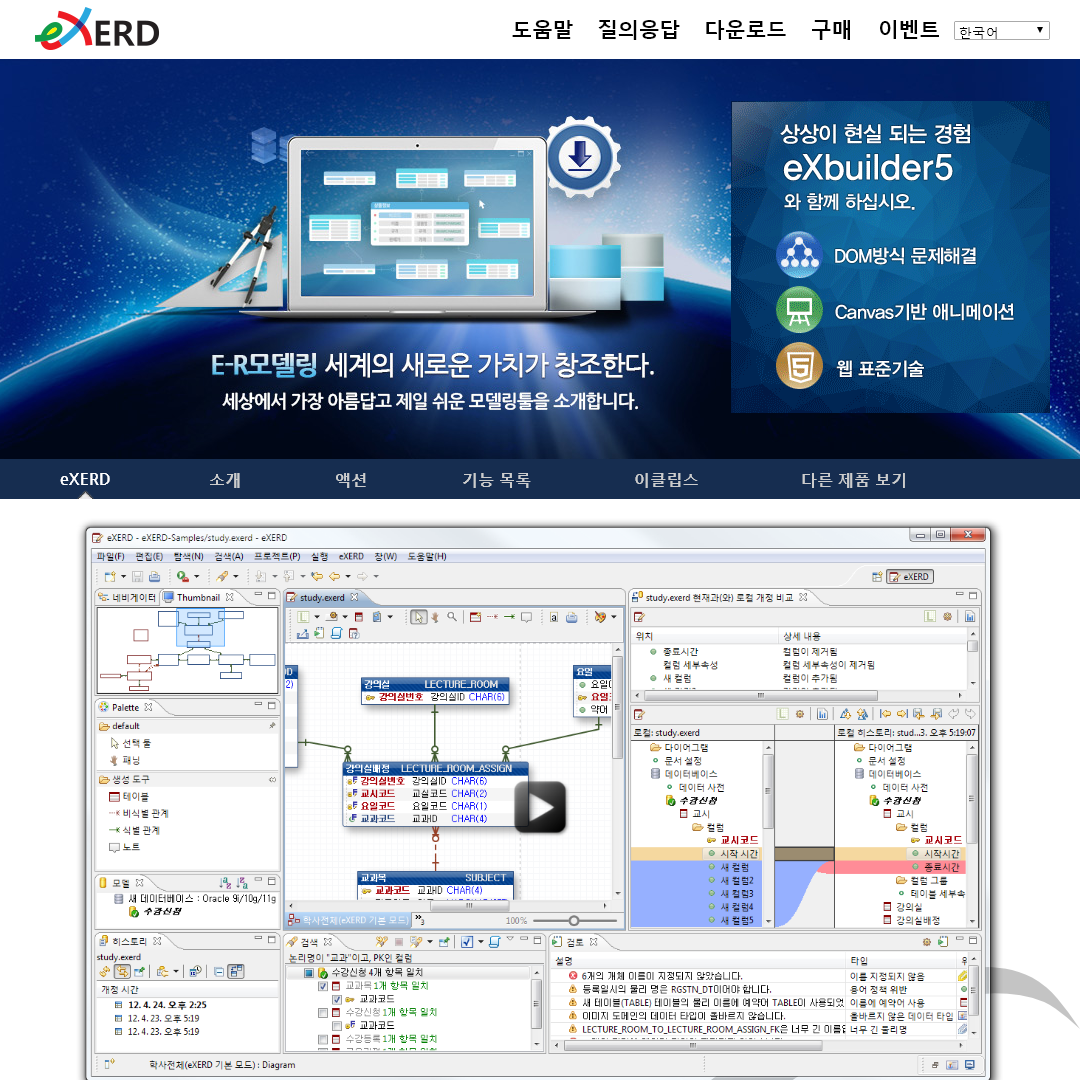 eXERD
도움말 질의응답 다운로드 구매 이벤트 한국어
상상이 현실 되는 경험
eXbuilder5
와 함께 하십시오.
DOM방식 문제해결
Canvas기반 애니메이션
웹 표준기술
E-R모델링 세계의 새로운 가치가 창조한다.
세상에서 가장 아름답고 제일 쉬운 모델링툴을 소개합니다.
eXERD 소개 액션 기능 목록 이클립스 다른 제품 보기
eXERD - eXERD-Samples/study.exerd - eXERD
파일(F) 편집(E) 탐색(N) 검색(A) 프로젝트(P) 실행 eXERD 창(W) 도움말(H)
eXERD
네비게이터 Thumbnail
study.exerd
study.exerd 현재과(와) 로컬 개정 비교
위치 상세 내용
종료시간 컬럼이 제거됨
컬럼 세부속성 컬럼 세부속성이 제거됨
새 컬럼 컬럼이 추가됨
Palette
default
선택 툴
패닝
생성 도구
테이블
비식별 관계
식별 관계
노트
강의실 LECTURE_ROOM
강의실번호 강의실ID CHAR(6)
요일
요일
요일
약어
강의실배정 LECTURE_ROOM_ASSIGN
강의실번호 강의실ID CHAR(6)
교시코드 교실코드 CHAR(2)
요일코드 요일코드 CHAR(1)
교과코드 교과ID CHAR(4)
교과목 SUBJECT
교과코드 교과ID CHAR(4)
학사전체(eXERD 기본 모드) 3 100%
로컬: study.exerd
다이어그램
문서 설정
데이터베이스
데이터 사전
수강신청
교시
컬럼
교시코드
시작 시간
새 컬럼
새 컬럼2
새 컬럼3
새 컬럼4
새 컬럼5
로컬 히스토리: stud...3. 오후 5:19:07
다이어그램
문서 설정
데이터베이스
데이터 사전
수강신청
교시
컬럼
교시코드
시작시간
종료시간
컬럼 그룹
테이블 세부속
강의실
강의실배정
모델
새 데이터베이스 : Oracle 9i/10g/11g
수강신청
히스토리
study.exerd
개정 시간
12. 4. 24. 오후 2:25
12. 4. 23. 오후 5:19
12. 4. 23. 오후 5:19
검색
논리명이 "교과"이고, PK인 컬럼
수강신청 4개 항목 일치
교과목 1개 항목 일치
교과코드
수강신청 1개 항목 일치
교과코드
수강등록 1개 항목 일치
검토
설명 타입
6개의 개체 이름이 지정되지 않았습니다. 이름 지정되지 않음
등록일시의 물리 명은 RGSTN_DT이어야 합니다. 용어 정책 위반
새 테이블(TABLE) 테이블의 물리 이름에 예약어 TABLE이 사용되었 이름에 예약어 사용
이미지 도메인의 데이터 타입이 올바르지 않습니다. 올바르지 않은 데이터 타입
LECTURE_ROOM_TO_LECTURE_ROOM_ASSIGN_FK은 너무 긴 이름입 너무 긴 물리명
학사전체(eXERD 기본 모드) : Diagram